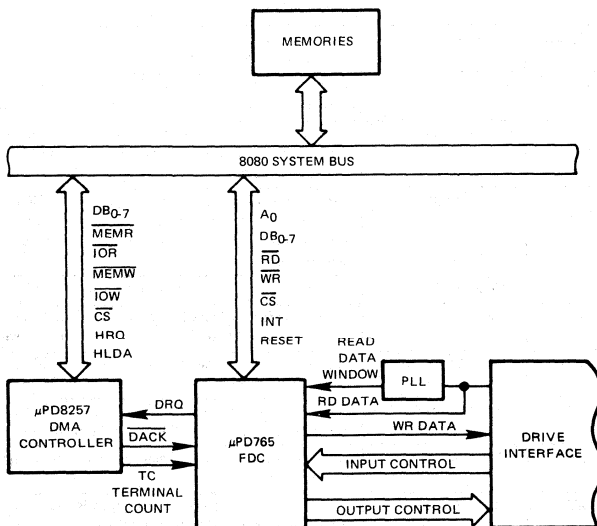 MEMORIES
8080 SYSTEM BUS
DB0-7
MEMR
IOR
MEMW
IOW
CS
HRQ
HLDA
A0
DB0-7
RD
WR
CS
INT
RESET
READ
DATA
WINDOW
PLL
RD DATA
WR DATA
INPUT CONTROL
OUTPUT CONTROL
µPD8257
DMA
CONTROLLER
DRQ
DACK
TC
TERMINAL
COUNT
µPD765
FDC
DRIVE
INTERFACE